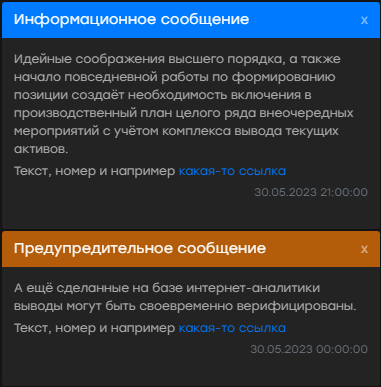 Информационное сообщение x
Идейные соображения высшего порядка, а также
начало повседневной работы по формированию
позиции создаёт необходимость включения в
производственный план целого ряда внеочередных
мероприятий с учётом комплекса вывода текущих
активов.
Текст, номер и например какая-то ссылка
30.05.2023 21:00:00
Предупредительное сообщение x
А ещё сделанные на базе интернет-аналитики
выводы могут быть своевременно верифицированы.
Текст, номер и например какая-то ссылка
30.05.2023 00:00:00